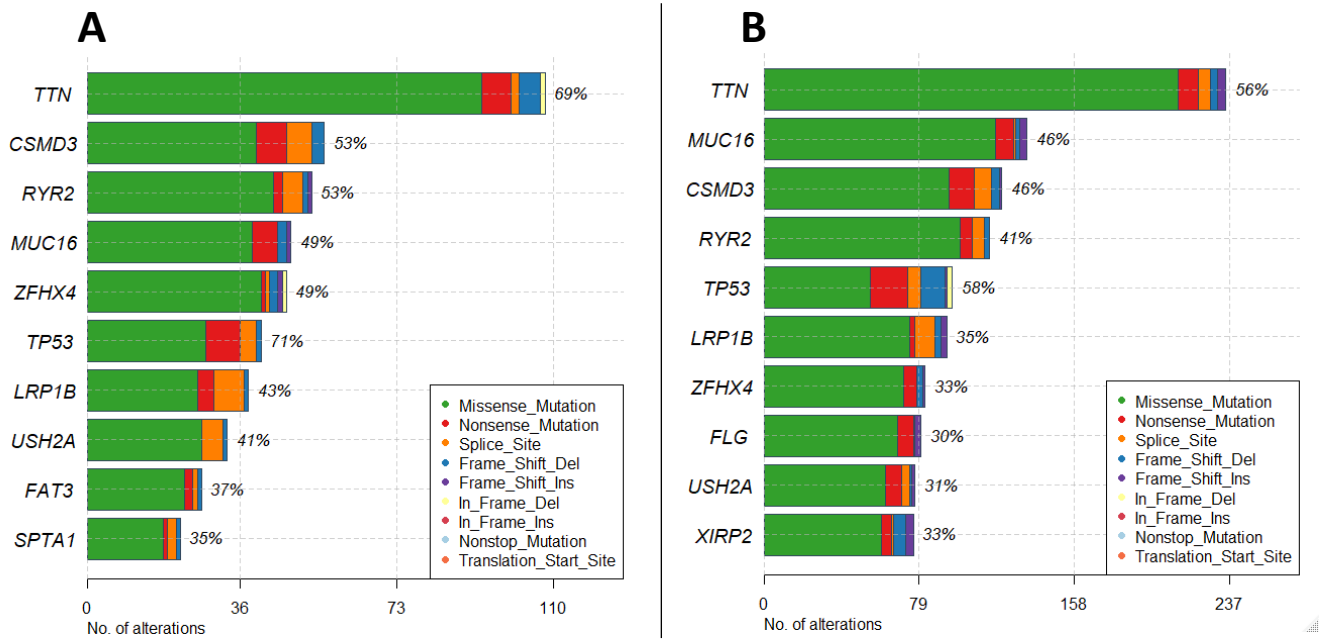 A
TTN 69%
CSMD3 53%
RYR2 53%
MUC16 49%
ZFHX4 49%
TP53 71%
LRP1B 43%
USH2A 41%
FAT3 37%
SPTA1 35%
Missense_Mutation
Nonsense_Mutation
Splice_Site
Frame_Shift_Del
Frame_Shift_Ins
In_Frame_Del
In_Frame_Ins
Nonstop_Mutation
Translation_Start_Site
0 36 73 110
No. of alterations
B
TTN 56%
MUC16 46%
CSMD3 46%
RYR2 41%
TP53 58%
LRP1B 35%
ZFHX4 33%
FLG 30%
USH2A 31%
XIRP2 33%
Missense_Mutation
Nonsense_Mutation
Splice_Site
Frame_Shift_Del
Frame_Shift_Ins
In_Frame_Del
In_Frame_Ins
Nonstop_Mutation
Translation_Start_Site
0 79 158 237
No. of alterations